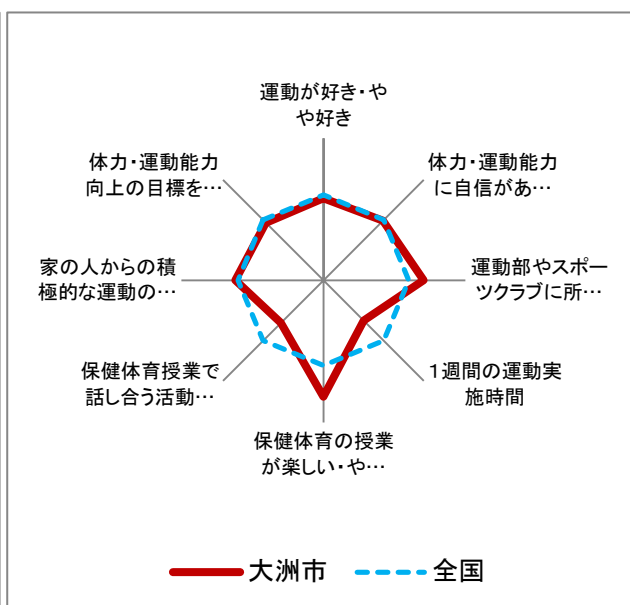 運動が好き・や
や好き
体力・運動能力
に自信があ…
運動部やスポー
ツクラブに所…
１週間の運動実
施時間
保健体育の授業
が楽しい・や…
保健体育授業で
話し合う活動…
家の人からの積
極的な運動の…
体力・運動能力
向上の目標を…
大洲市
全国